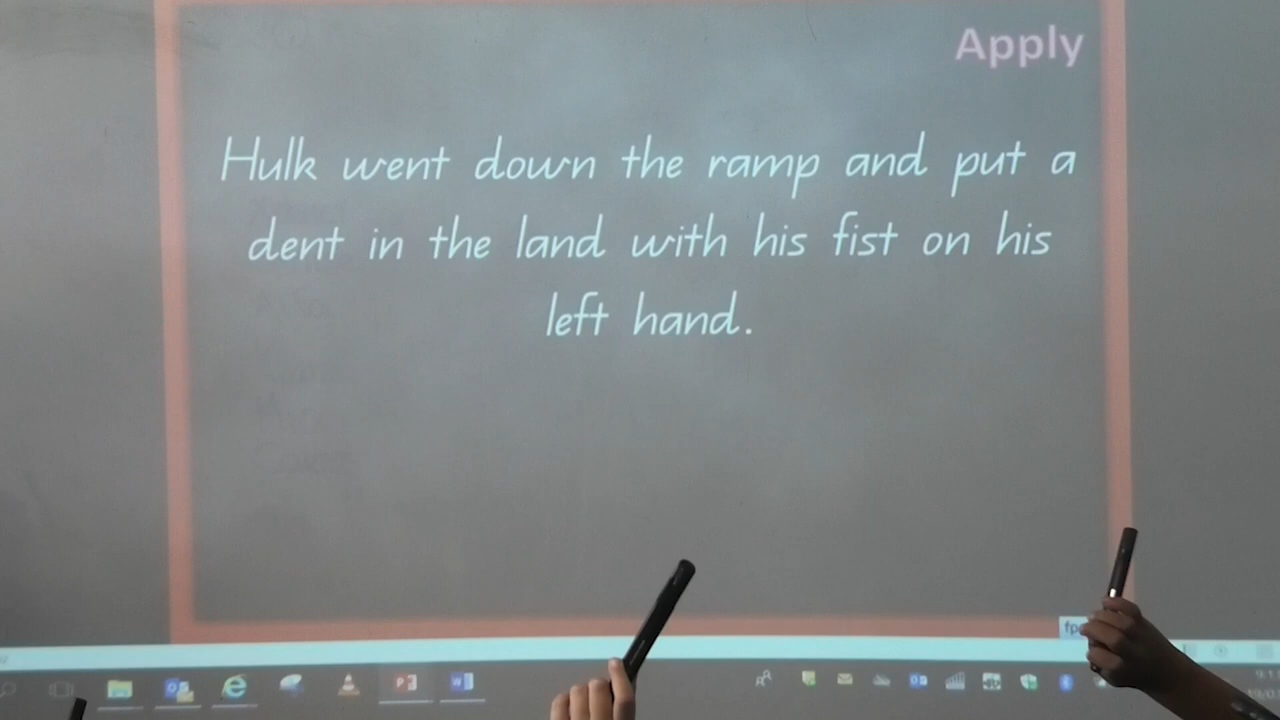 Apply
Hulk went down the ramp and put a
dent in the land with his fist on his
left hand.